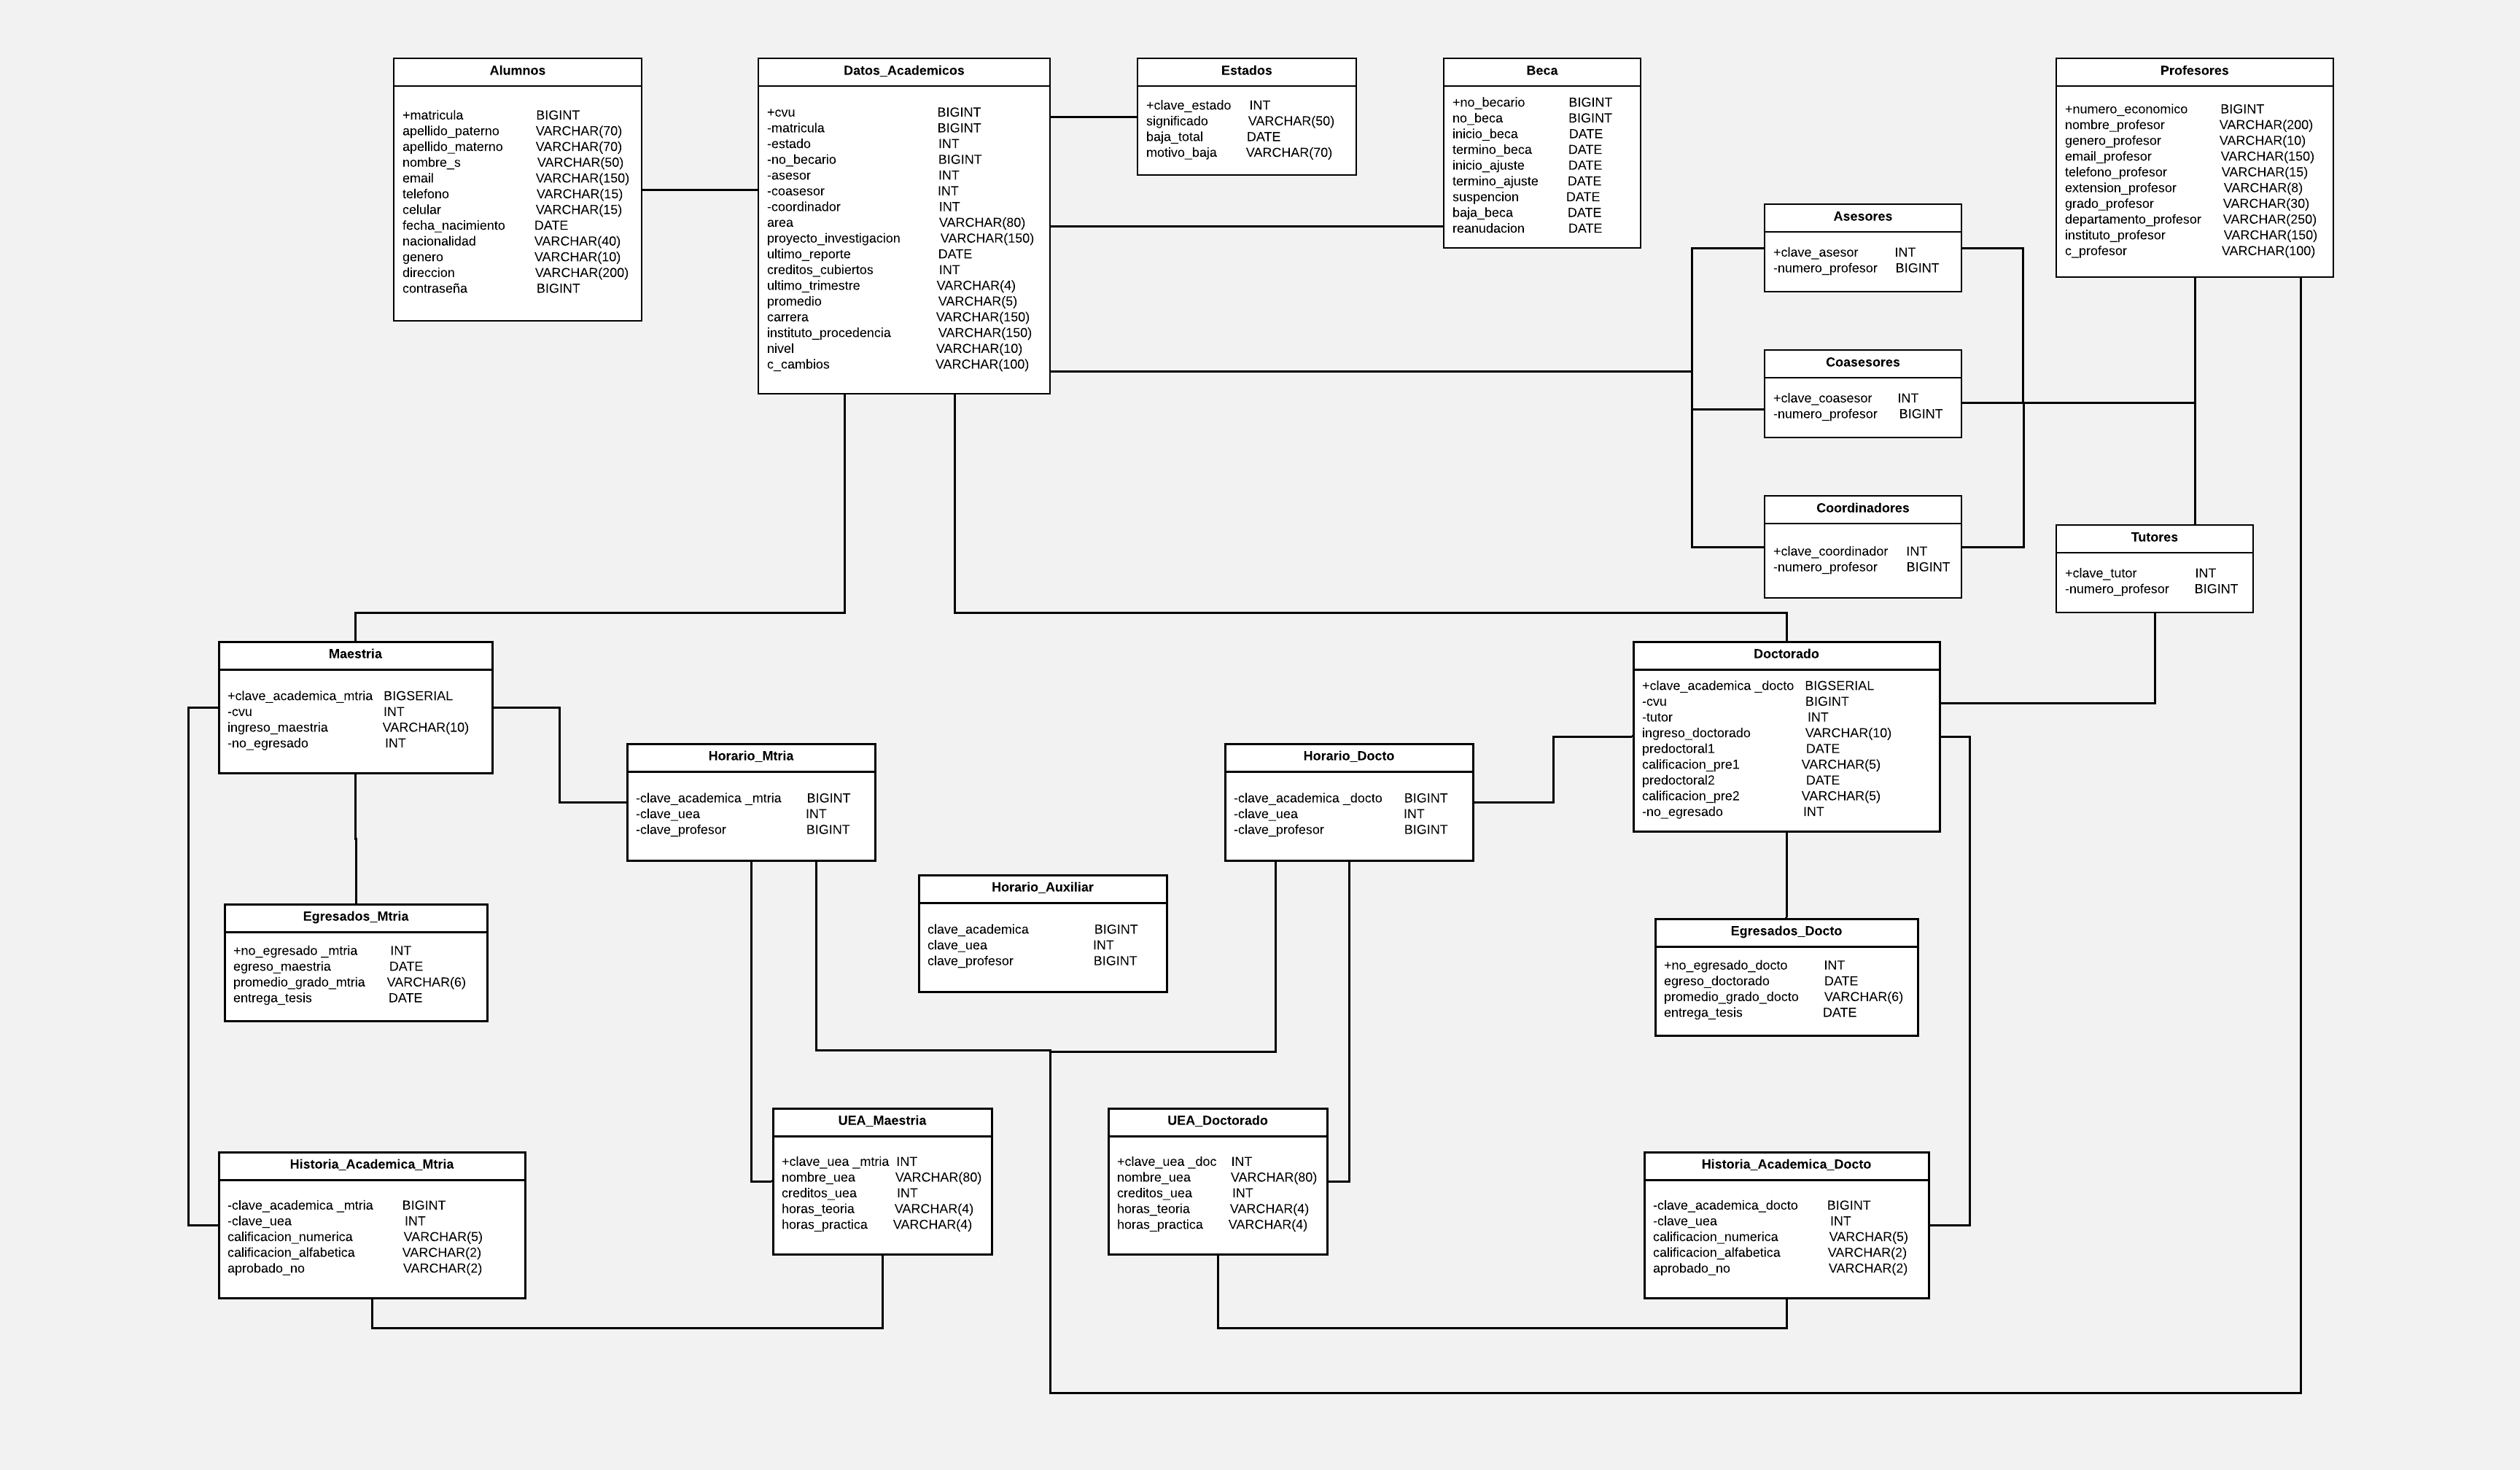 Alumnos
+matricula BIGINT
apellido_paterno VARCHAR(70)
apellido_materno VARCHAR(70)
nombre_s VARCHAR(50)
email VARCHAR(150)
telefono VARCHAR(15)
celular VARCHAR(15)
fecha_nacimiento DATE
nacionalidad VARCHAR(40)
genero VARCHAR(10)
direccion VARCHAR(200)
contraseña BIGINT
Datos_Academicos
+cvu BIGINT
-matricula BIGINT
-estado INT
-no_becario BIGINT
-asesor INT
-coasesor INT
-coordinador INT
area VARCHAR(80)
proyecto_investigacion VARCHAR(150)
ultimo_reporte DATE
creditos_cubiertos INT
ultimo_trimestre VARCHAR(4)
promedio VARCHAR(5)
carrera VARCHAR(150)
instituto_procedencia VARCHAR(150)
nivel VARCHAR(10)
c_cambios VARCHAR(100)
Estados
+clave_estado INT
significado VARCHAR(50)
baja_total DATE
motivo_baja VARCHAR(70)
Beca
+no_becario BIGINT
no_beca BIGINT
inicio_beca DATE
termino_beca DATE
inicio_ajuste DATE
termino_ajuste DATE
suspencion DATE
baja_beca DATE
reanudacion DATE
Profesores
+numero_economico BIGINT
nombre_profesor VARCHAR(200)
genero_profesor VARCHAR(10)
email_profesor VARCHAR(150)
telefono_profesor VARCHAR(15)
extension_profesor VARCHAR(8)
grado_profesor VARCHAR(30)
departamento_profesor VARCHAR(250)
instituto_profesor VARCHAR(150)
c_profesor VARCHAR(100)
Asesores
+clave_asesor INT
-numero_profesor BIGINT
Coasesores
+clave_coasesor INT
-numero_profesor BIGINT
Coordinadores
+clave_coordinador INT
-numero_profesor BIGINT
Tutores
+clave_tutor INT
-numero_profesor BIGINT
Maestria
+clave_academica_mtria BIGSERIAL
-cvu INT
ingreso_maestria VARCHAR(10)
-no_egresado INT
Horario_Mtria
-clave_academica _mtria BIGINT
-clave_uea INT
-clave_profesor BIGINT
Horario_Docto
-clave_academica _docto BIGINT
-clave_uea INT
-clave_profesor BIGINT
Doctorado
+clave_academica _docto BIGSERIAL
-cvu BIGINT
-tutor INT
ingreso_doctorado VARCHAR(10)
predoctoral1 DATE
calificacion_pre1 VARCHAR(5)
predoctoral2 DATE
calificacion_pre2 VARCHAR(5)
-no_egresado INT
Horario_Auxiliar
clave_academica BIGINT
clave_uea INT
clave_profesor BIGINT
Egresados_Mtria
+no_egresado _mtria INT
egreso_maestria DATE
promedio_grado_mtria VARCHAR(6)
entrega_tesis DATE
Egresados_Docto
+no_egresado_docto INT
egreso_doctorado DATE
promedio_grado_docto VARCHAR(6)
entrega_tesis DATE
Historia_Academica_Mtria
-clave_academica _mtria BIGINT
-clave_uea INT
calificacion_numerica VARCHAR(5)
calificacion_alfabetica VARCHAR(2)
aprobado_no VARCHAR(2)
UEA_Maestria
+clave_uea _mtria INT
nombre_uea VARCHAR(80)
creditos_uea INT
horas_teoria VARCHAR(4)
horas_practica VARCHAR(4)
UEA_Doctorado
+clave_uea _doc INT
nombre_uea VARCHAR(80)
creditos_uea INT
horas_teoria VARCHAR(4)
horas_practica VARCHAR(4)
Historia_Academica_Docto
-clave_academica_docto BIGINT
-clave_uea INT
calificacion_numerica VARCHAR(5)
calificacion_alfabetica VARCHAR(2)
aprobado_no VARCHAR(2)